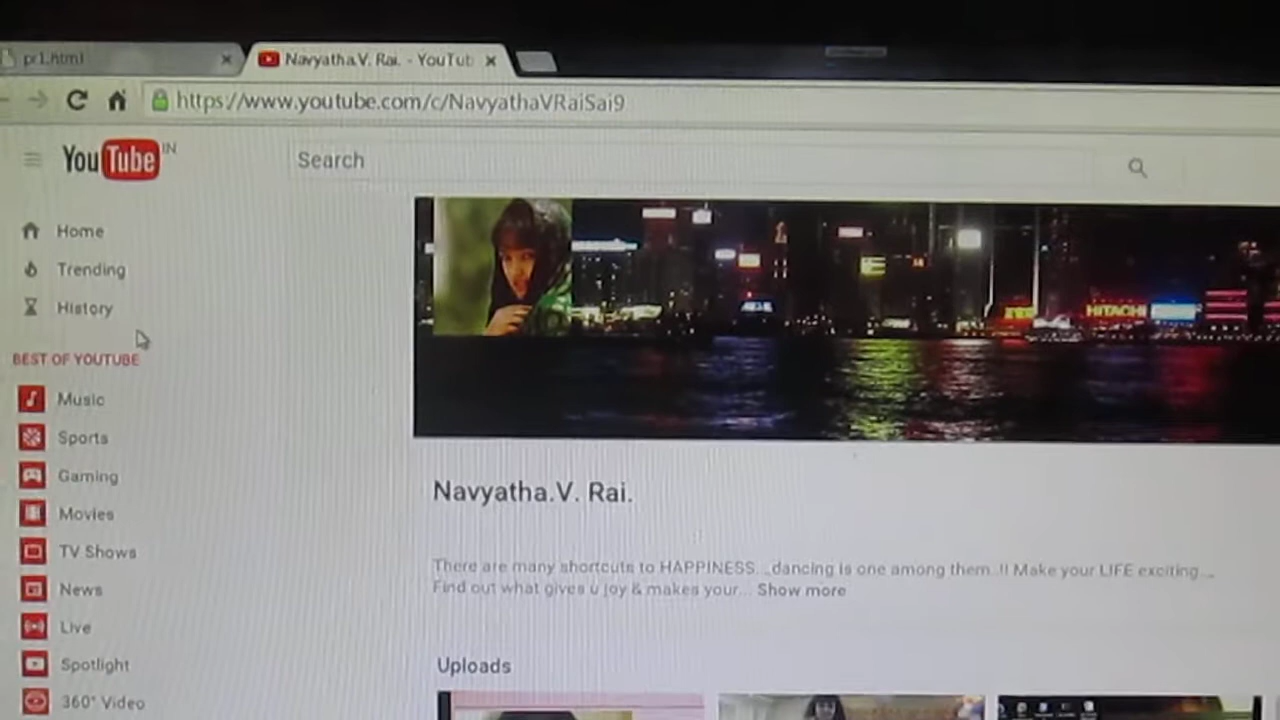 pr1.html
Navyatha.V. Rai. - YouTub
https://www.youtube.com/c/NavyathaVRaiSai9
YouTube IN
Search
Home
Trending
History
BEST OF YOUTUBE
Music
Sports
Gaming
Movies
TV Shows
News
Live
Spotlight
360° Video
HITACHI
Navyatha.V. Rai.
There are many shortcuts to HAPPINESS....dancing is one among them..!! Make your LIFE exciting....
Find out what gives u joy & makes your... Show more
Uploads